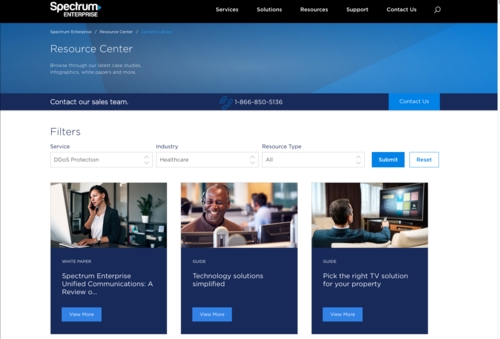 Spectrum
ENTERPRISE
Services
Solutions
Resources
Support
Contact Us
Spectrum Enterprise / Resource Center /
Resource Center
Browse through our latest case studies,
infographics, white papers and more.
Contact our sales team.
1-866-850-5136
Contact Us
Filters
Service
Industry
Resource Type
DDoS Protection
Healthcare
All
Submit
Reset
WHITE PAPER
Spectrum Enterprise
Unified Communications: A
Review o...
View More
GUIDE
Technology solutions
simplified
View More
GUIDE
Pick the right TV solution
for your property
View More